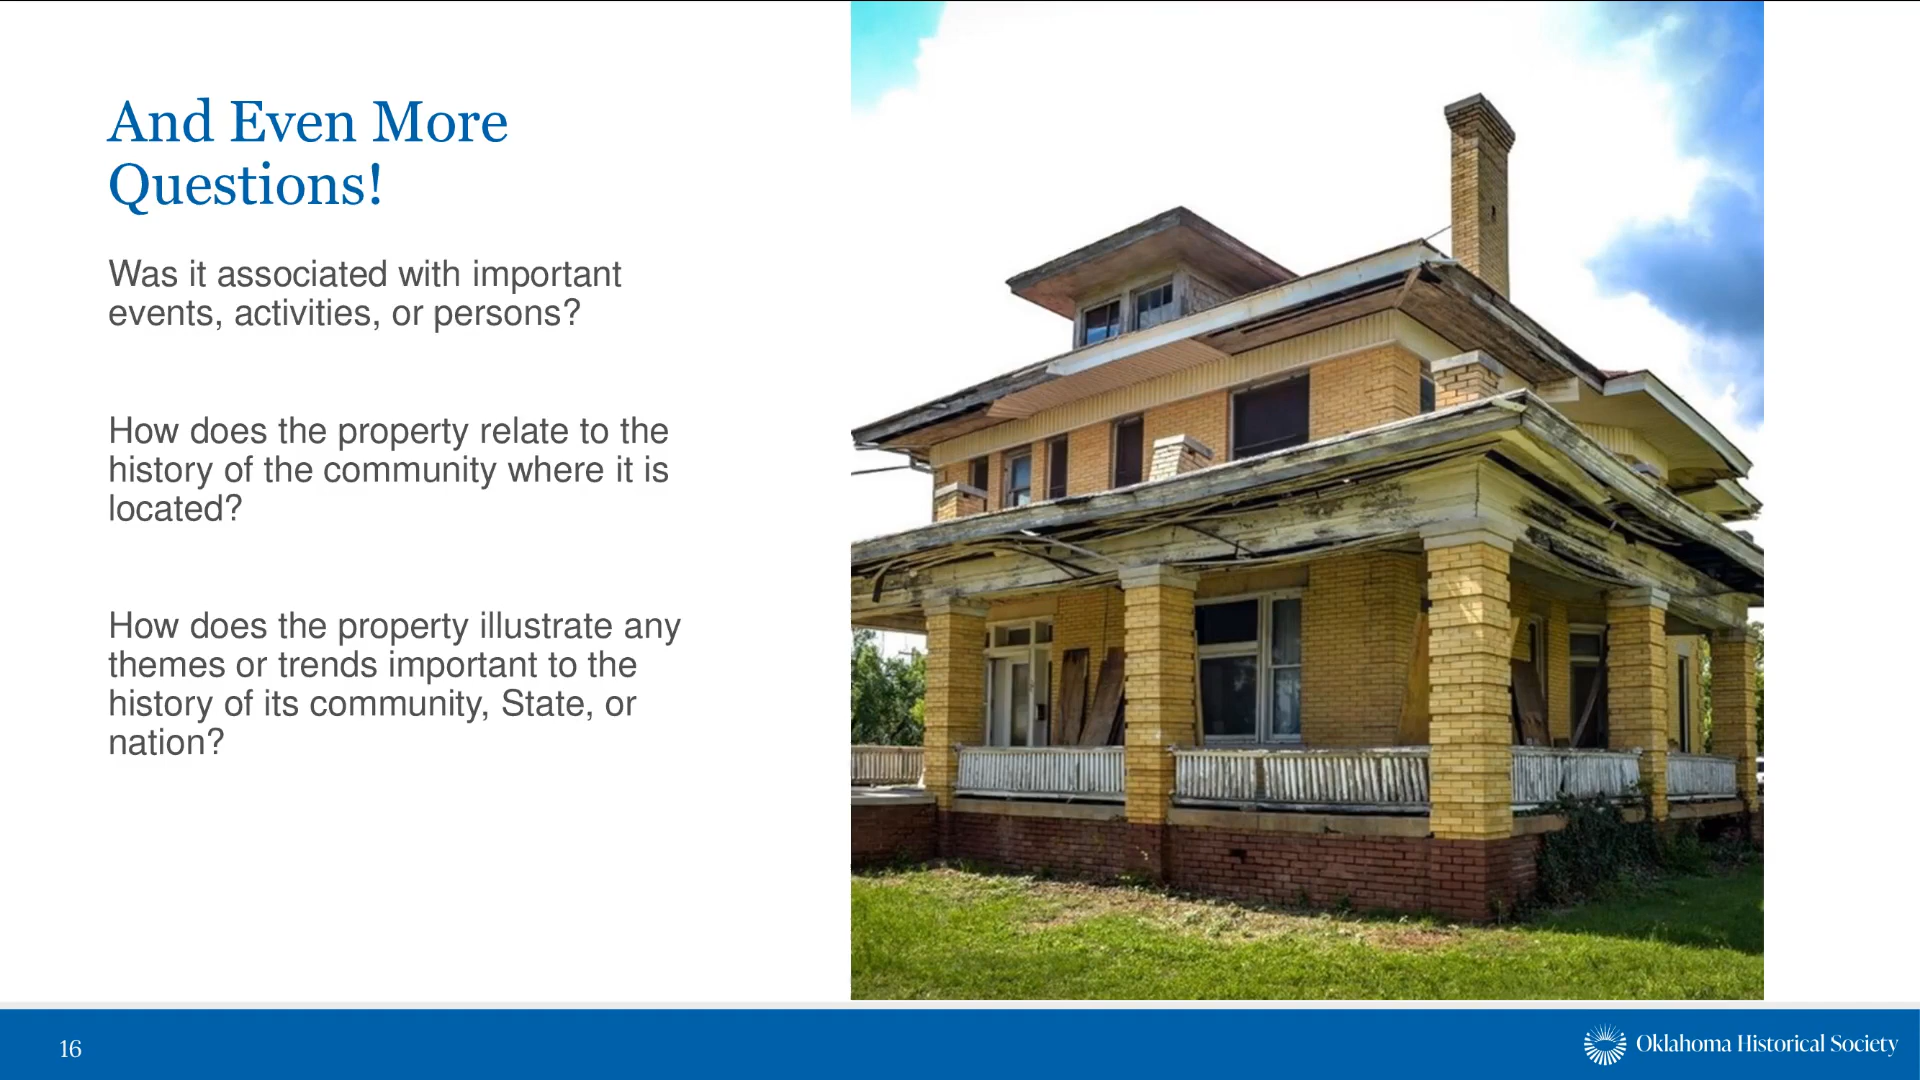 And Even More
Questions!
Was it associated with important
events, activities, or persons?
How does the property relate to the
history of the community where it is
located?
How does the property illustrate any
themes or trends important to the
history of its community, State, or
nation?
16
Oklahoma Historical Society